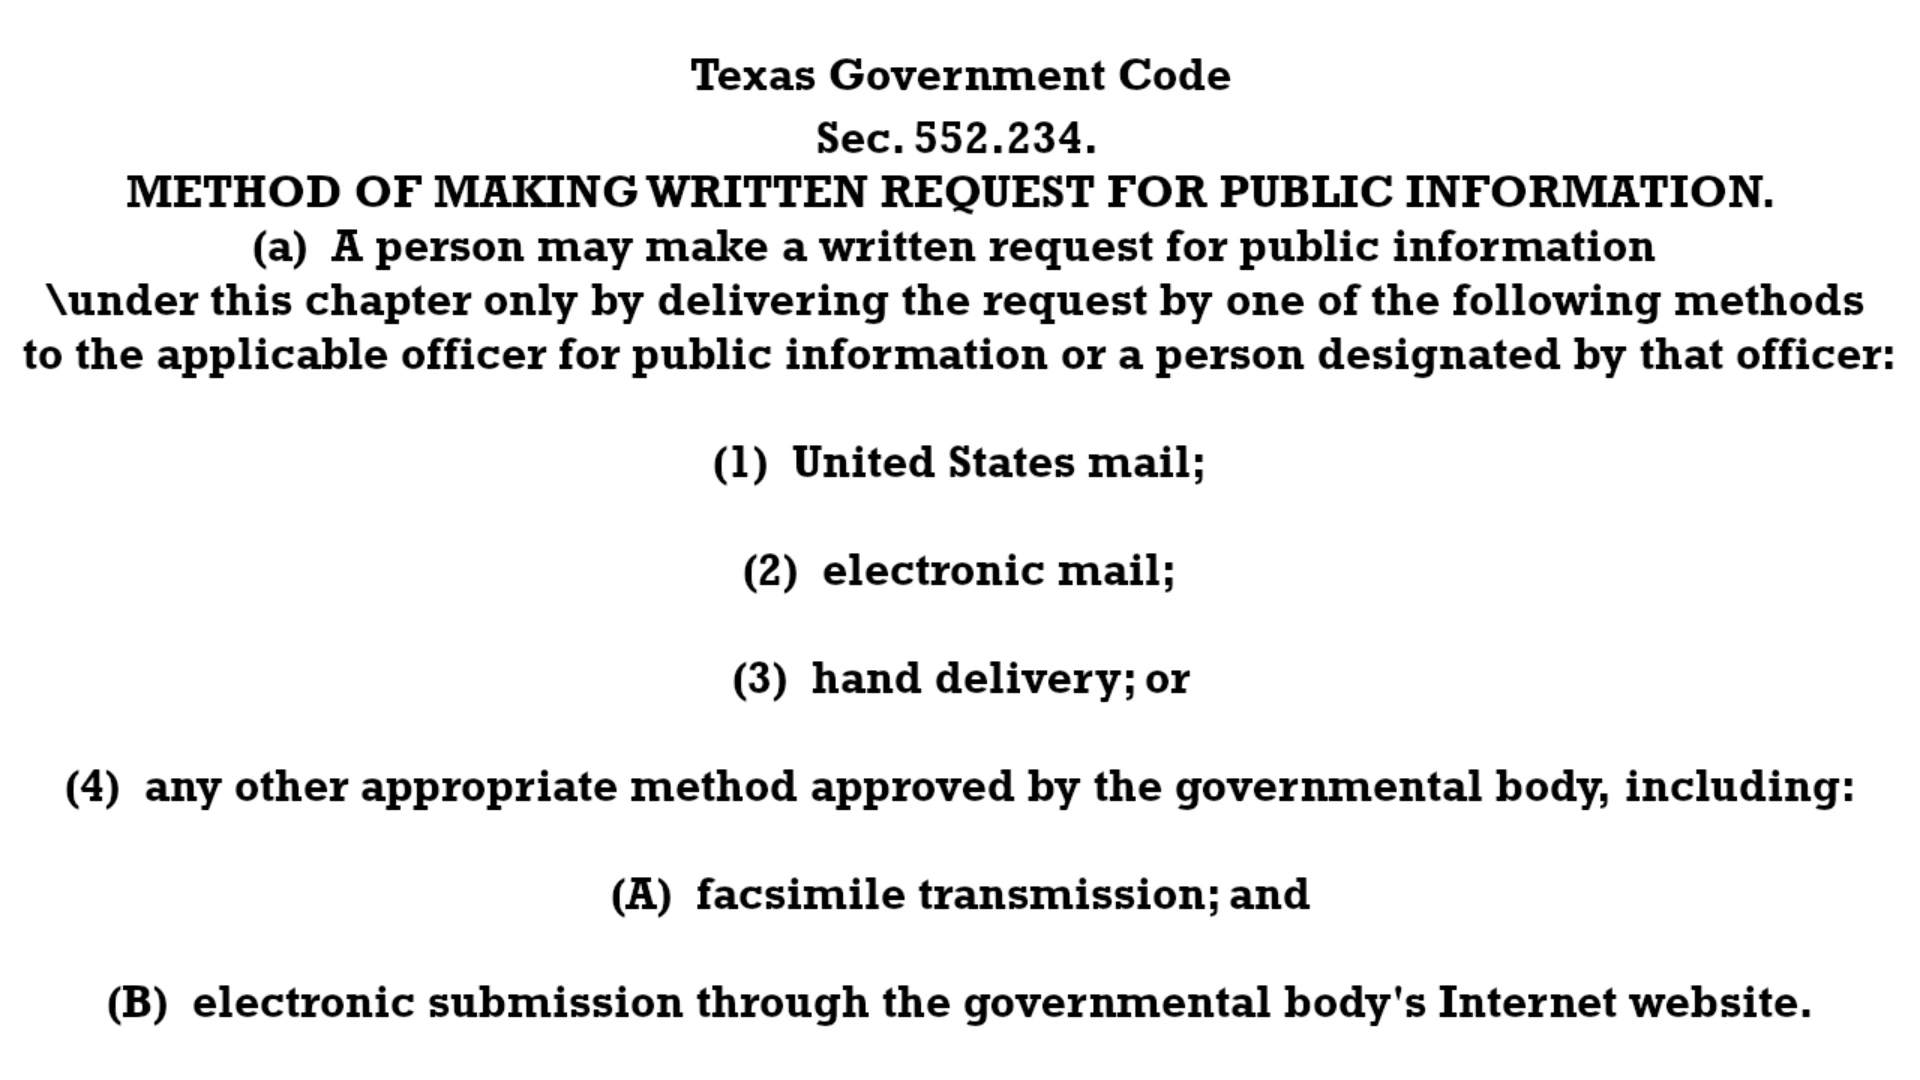 Texas Government Code
Sec. 552.234.
METHOD OF MAKING WRITTEN REQUEST FOR PUBLIC INFORMATION.
(a)  A person may make a written request for public information
\under this chapter only by delivering the request by one of the following methods
to the applicable officer for public information or a person designated by that officer:
(1)  United States mail;
(2)  electronic mail;
(3)  hand delivery; or
(4)  any other appropriate method approved by the governmental body, including:
(A)  facsimile transmission; and
(B)  electronic submission through the governmental body's Internet website.